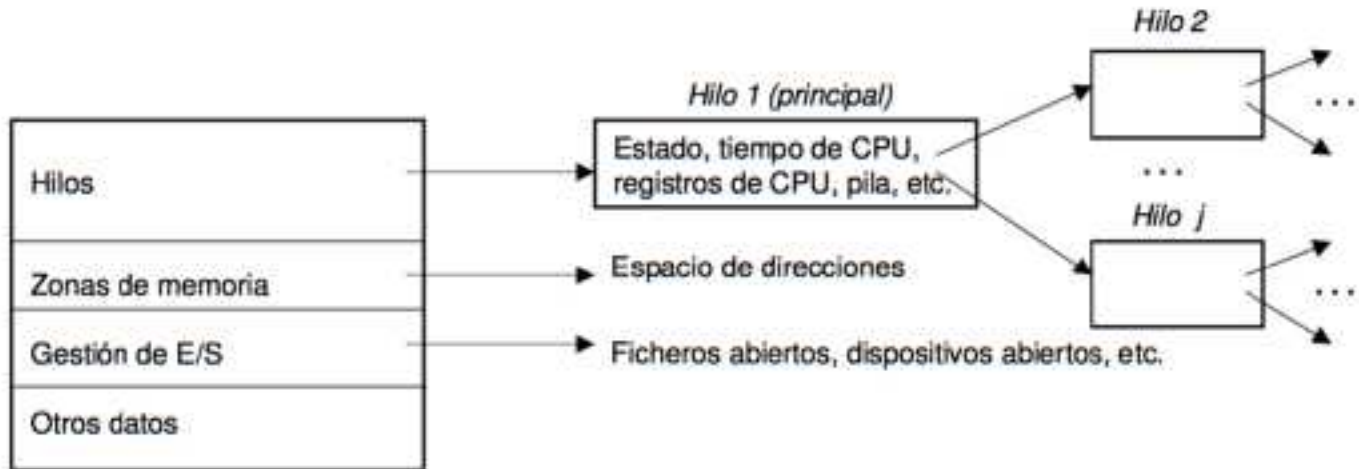 Hilo 2
Hilo 1 (principal)
Estado, tiempo de CPU,
registros de CPU, pila, etc.
Hilos
...
...
Hilo j
Zonas de memoria
Espacio de direcciones
...
Gestión de E/S
Ficheros abiertos, dispositivos abiertos, etc.
Otros datos